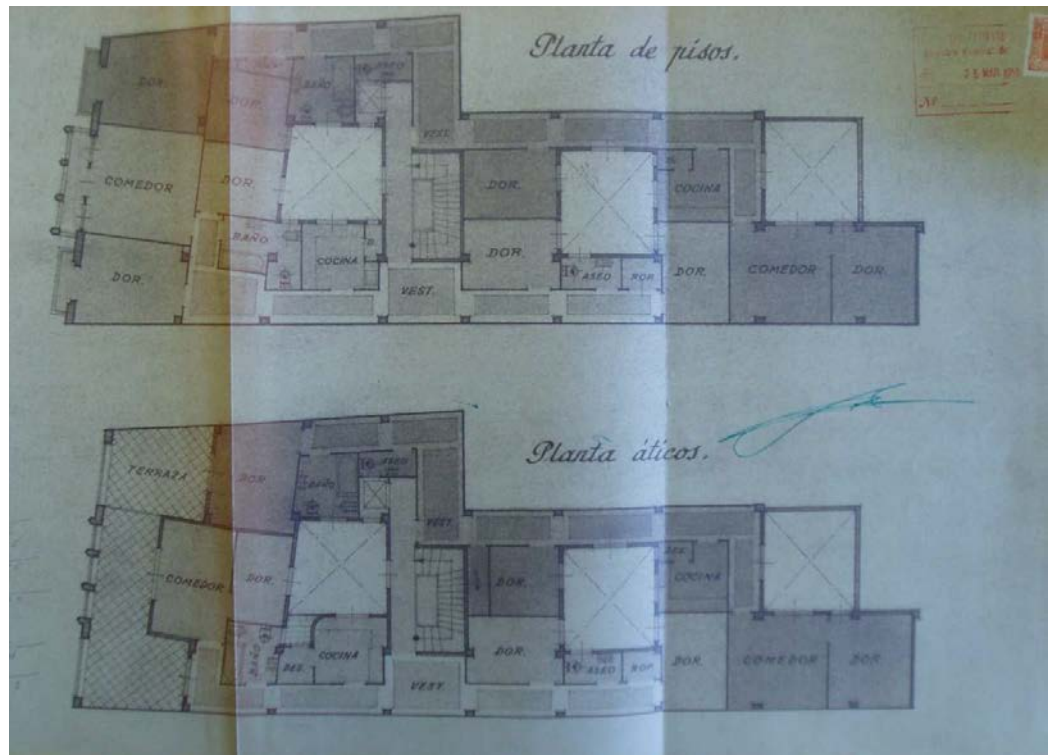 Planta de pisos.
Nº
DOR.
DOR.
BAÑO
ASEO
VEST.
COMEDOR
DOR.
DOR.
COCINA
BAÑO
DOR.
COCINA
VEST.
DOR.
ASEO
ROP.
DOR.
COMEDOR
DOR.
Planta áticos.
TERRAZA
DOR
BAÑO
ASEO
VEST.
COMEDOR
DOR.
DOR.
DES.
COCINA
BAÑO
DES.
COCINA
VEST.
DOR.
ASEO
ROP.
DOR.
COMEDOR
DOR.